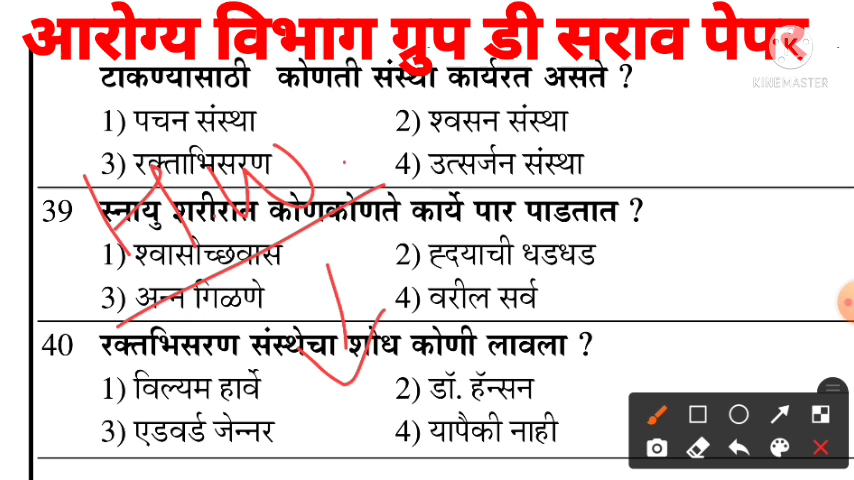 आरोग्य विभाग ग्रुप डी सराव पेपर
K
KINEMASTER
टाकण्यासाठी कोणती संस्था कार्यरत असते ?
1) पचन संस्था 2) श्वसन संस्था
3) रक्ताभिसरण 4) उत्सर्जन संस्था
H.W
39 स्नायु शरीरात कोणकोणते कार्ये पार पाडतात ?
1) श्वासोच्छवास 2) ह्दयाची धडधड
3) अन्न गिळणे 4) वरील सर्व
40 रक्तभिसरण संस्थेचा शोध कोणी लावला ?
1) विल्यम हार्वे 2) डॉ. हॅन्सन
3) एडवर्ड जेन्नर 4) यापैकी नाही